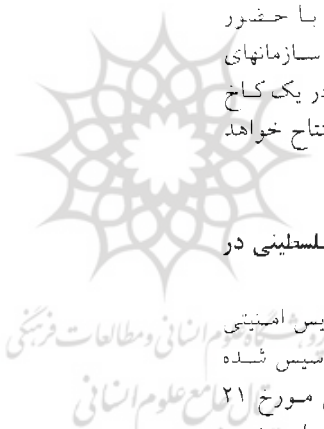 با حضور
سازمانهای
در یک کاخ
تتاح خواهد
لسطینی در
یس امنیتی
پژوهشگاه علوم انسانی و مطالعات فرهنگی
سیس شده
مورخ ۲۱
پرتال جامع علوم انسانی